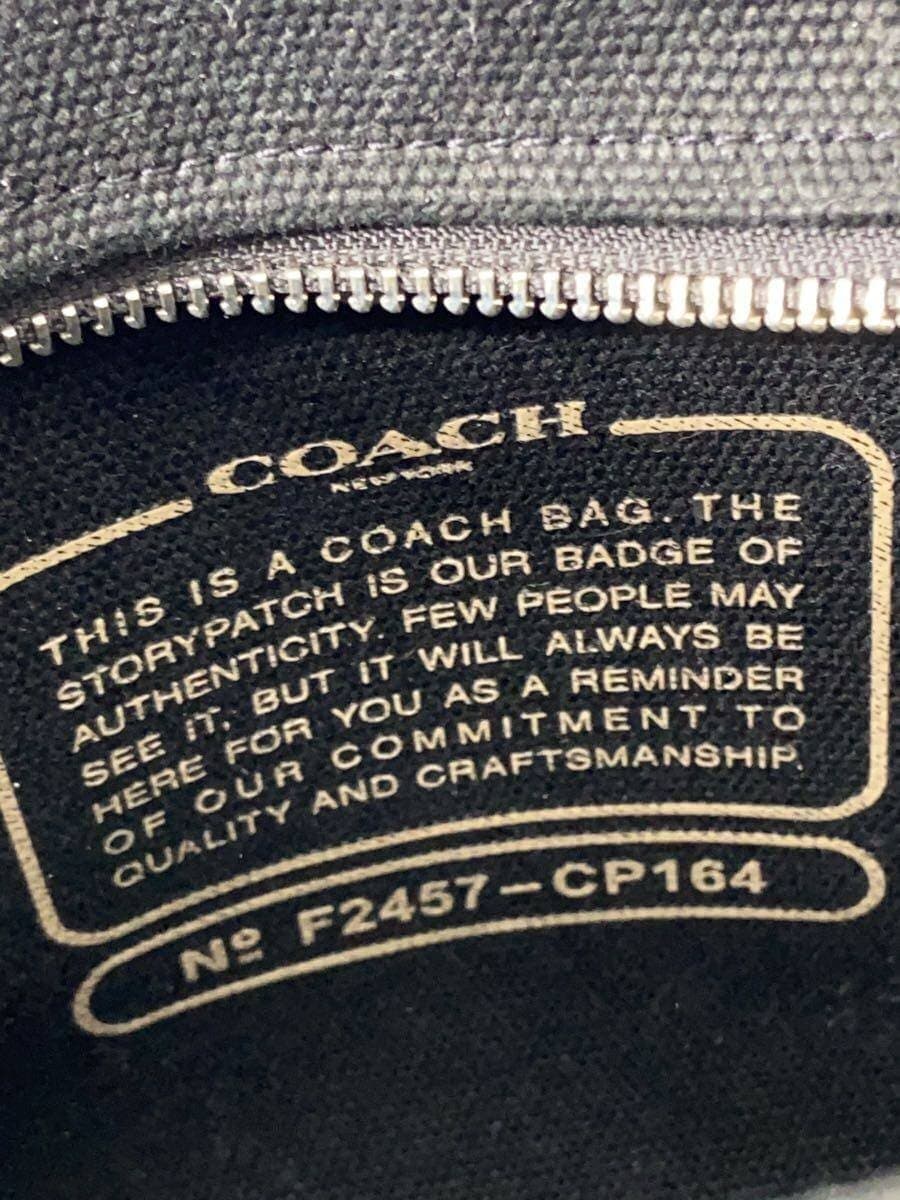 COACH
NEW YORK
THIS IS A COACH BAG. THE
STORYPATCH IS OUR BADGE OF
AUTHENTICITY. FEW PEOPLE MAY
SEE IT, BUT IT WILL ALWAYS BE
HERE FOR YOU AS A REMINDER
OF OUR COMMITMENT TO
QUALITY AND CRAFTSMANSHIP.
Nº F2457-CP164